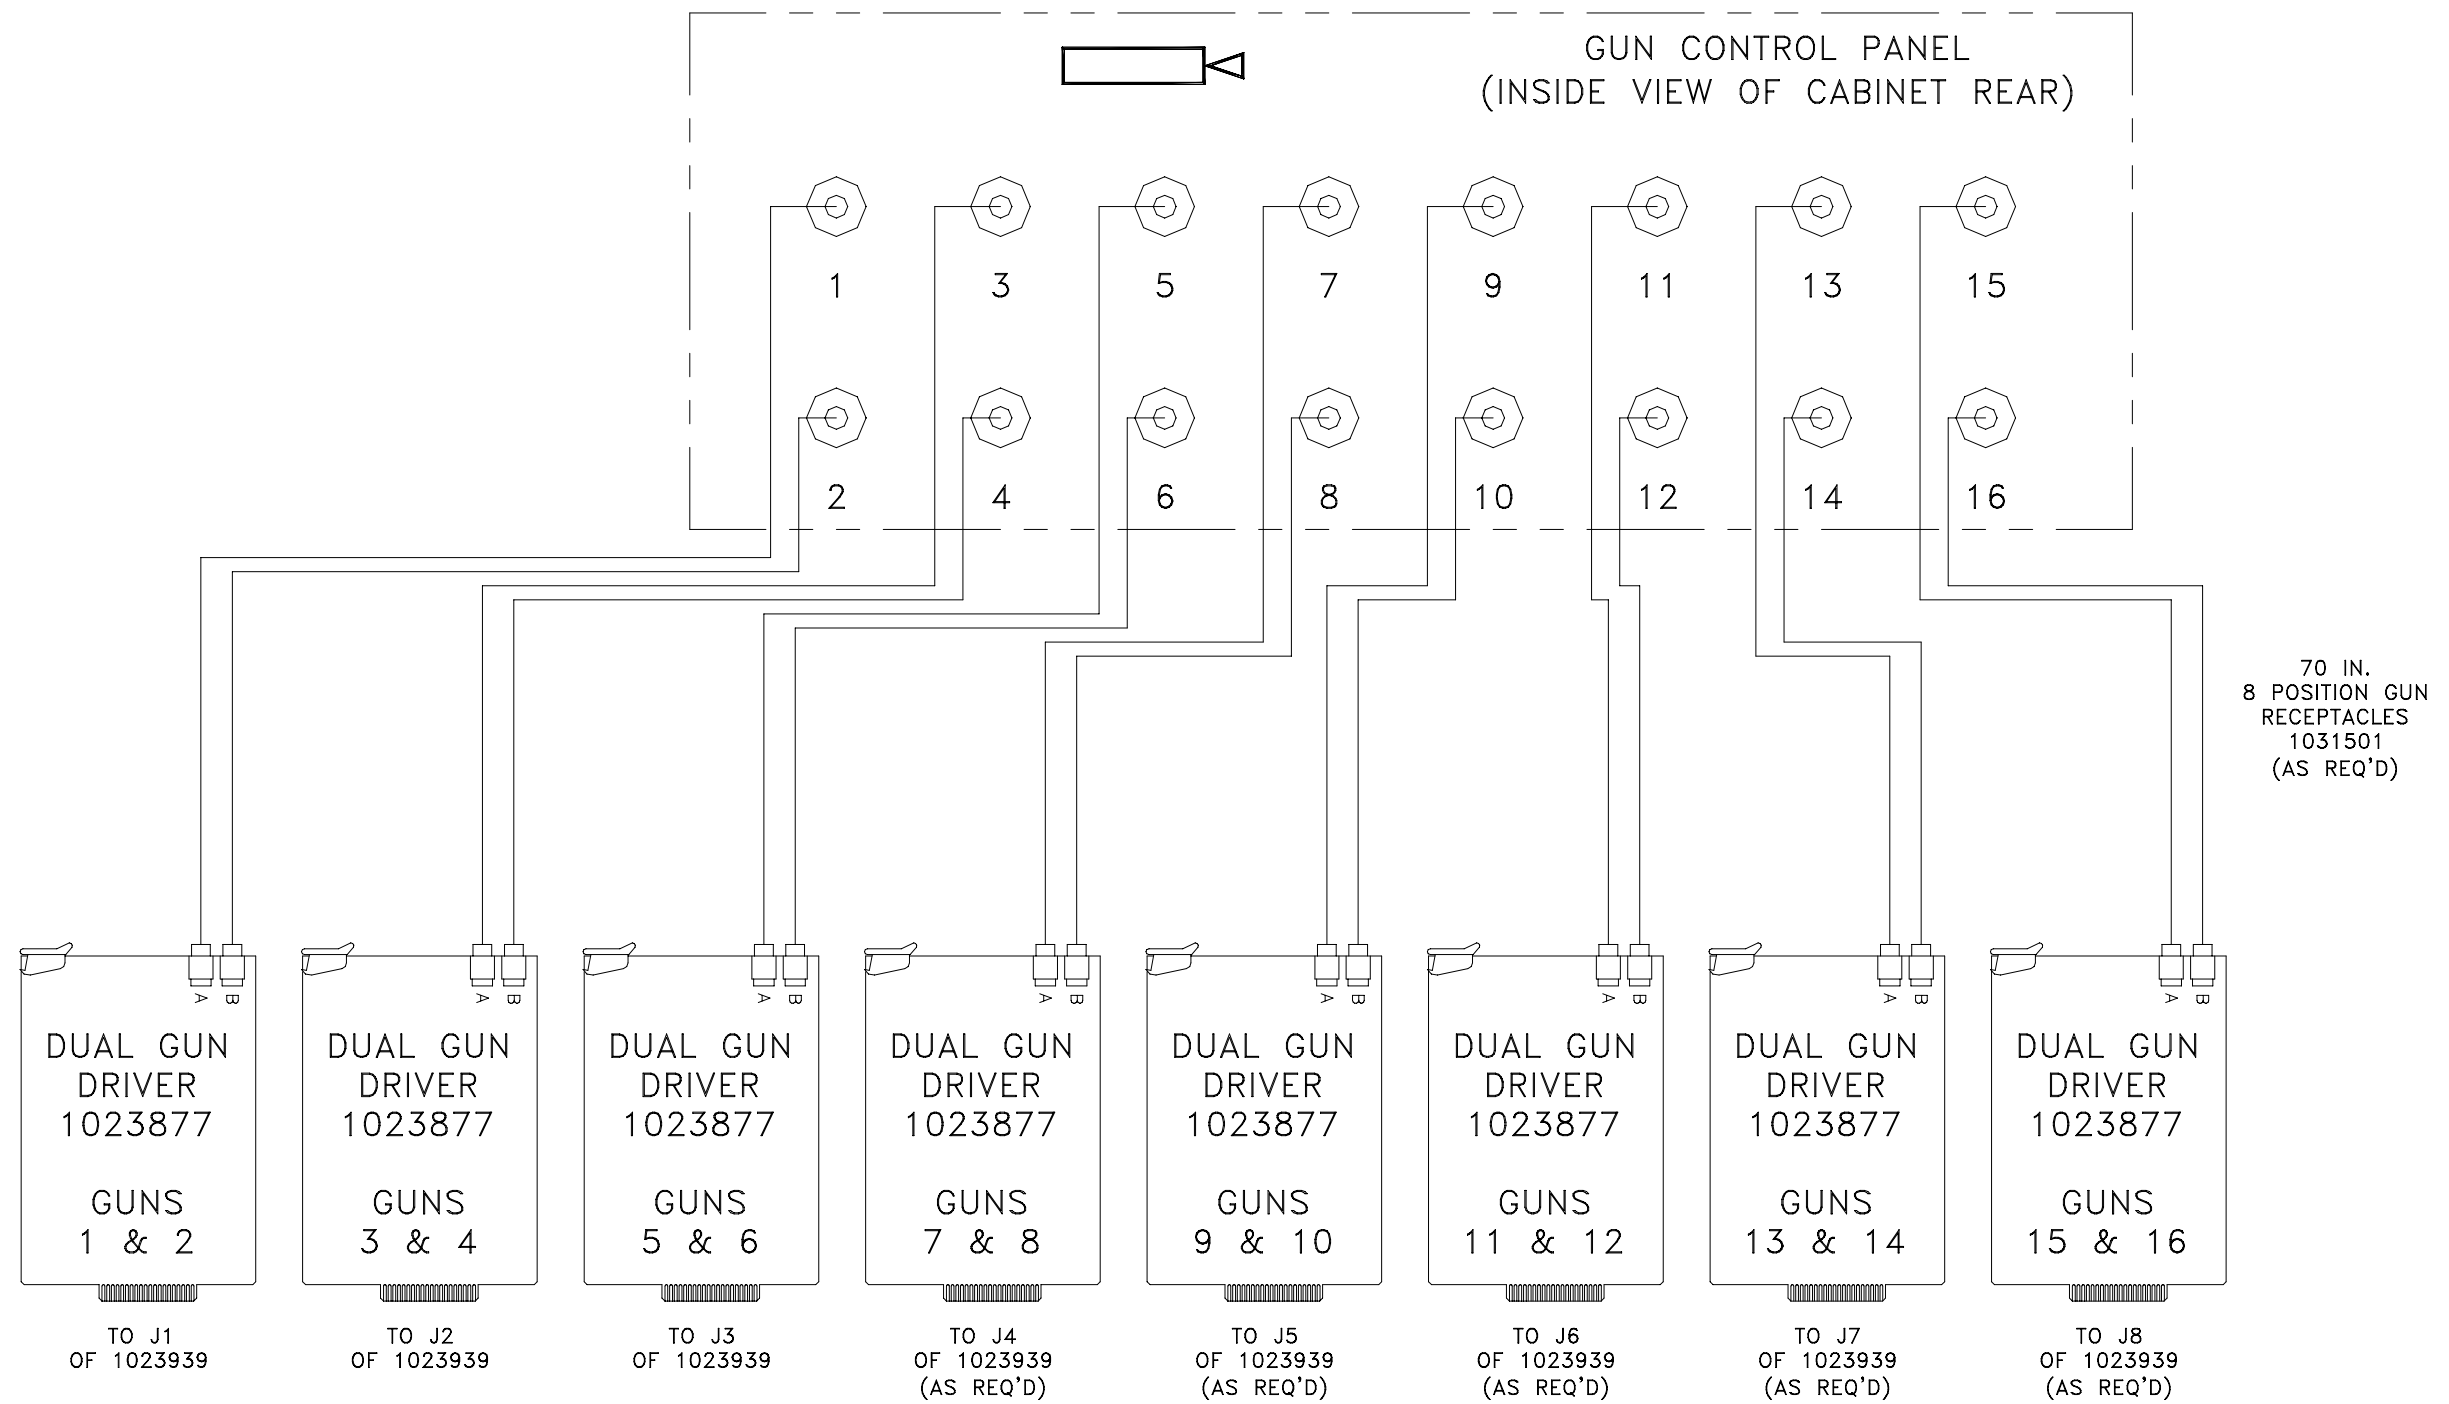 GUN CONTROL PANEL
(INSIDE VIEW OF CABINET REAR)
1 3 5 7 9 11 13 15
2 4 6 8 10 12 14 16
70 IN.
8 POSITION GUN
RECEPTACLES
1031501
(AS REQ'D)
A B
DUAL GUN
DRIVER
1023877
GUNS
1 & 2
TO J1
OF 1023939
A B
DUAL GUN
DRIVER
1023877
GUNS
3 & 4
TO J2
OF 1023939
A B
DUAL GUN
DRIVER
1023877
GUNS
5 & 6
TO J3
OF 1023939
A B
DUAL GUN
DRIVER
1023877
GUNS
7 & 8
TO J4
OF 1023939
(AS REQ'D)
A B
DUAL GUN
DRIVER
1023877
GUNS
9 & 10
TO J5
OF 1023939
(AS REQ'D)
A B
DUAL GUN
DRIVER
1023877
GUNS
11 & 12
TO J6
OF 1023939
(AS REQ'D)
A B
DUAL GUN
DRIVER
1023877
GUNS
13 & 14
TO J7
OF 1023939
(AS REQ'D)
A B
DUAL GUN
DRIVER
1023877
GUNS
15 & 16
TO J8
OF 1023939
(AS REQ'D)